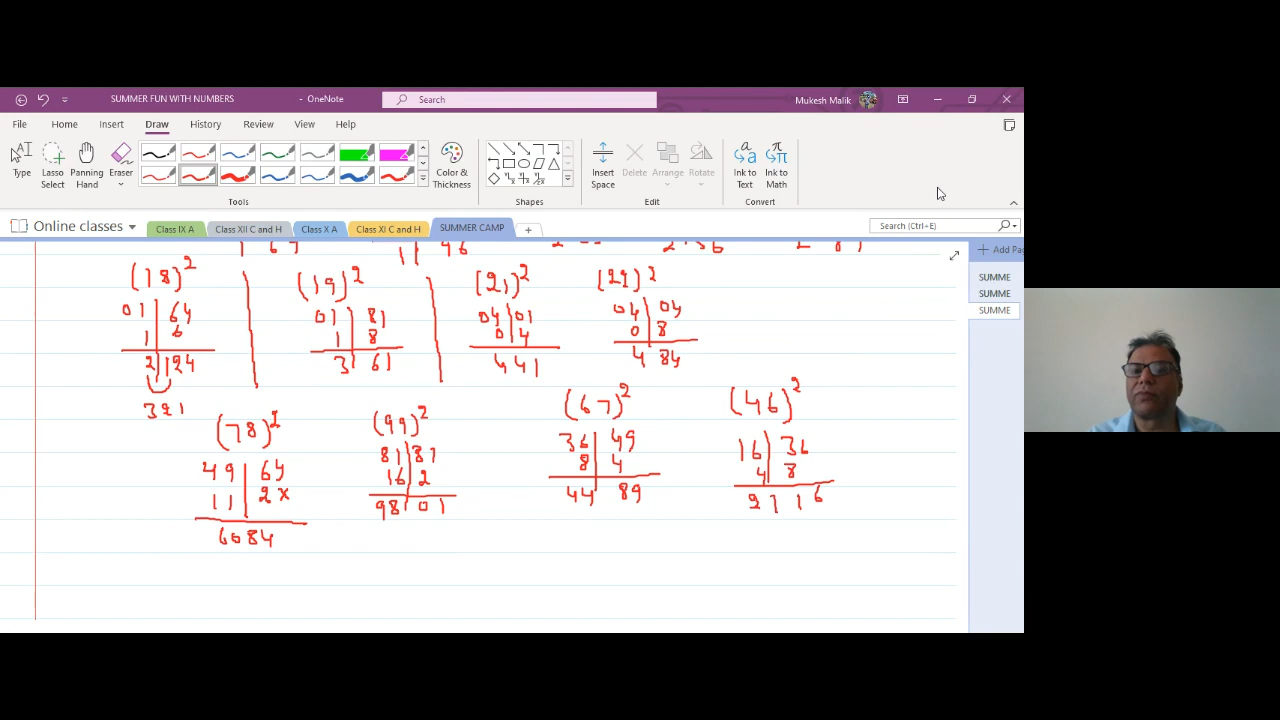 SUMMER FUN WITH NUMBERS - OneNote
Search
Mukesh Malik
File Home Insert Draw History Review View Help
Type
Lasso Select
Panning Hand
Eraser
Color & Thickness
Insert Space
Delete
Arrange
Rotate
Ink to Text
Ink to Math
Tools
Shapes
Edit
Convert
Online classes
Class IX A
Class XII C and H
Class X A
Class XI C and H
SUMMER CAMP
Search (Ctrl+E)
Add Pag
SUMME
SUMME
SUMME
(18)² (19)² (21)² (22)²
01 | 64 01 | 81 04 | 01 04 | 04
1 | 6 1 | 8 0 | 4 0 | 8
2 | 124 3 | 61 4 41 4 84
321
(78)² (99)² (67)² (46)²
49 | 64 81 | 81 36 | 49 16 | 36
11 | 2x 16 | 2 8 | 4 4 | 8
6084 98 | 01 44 | 89 2116